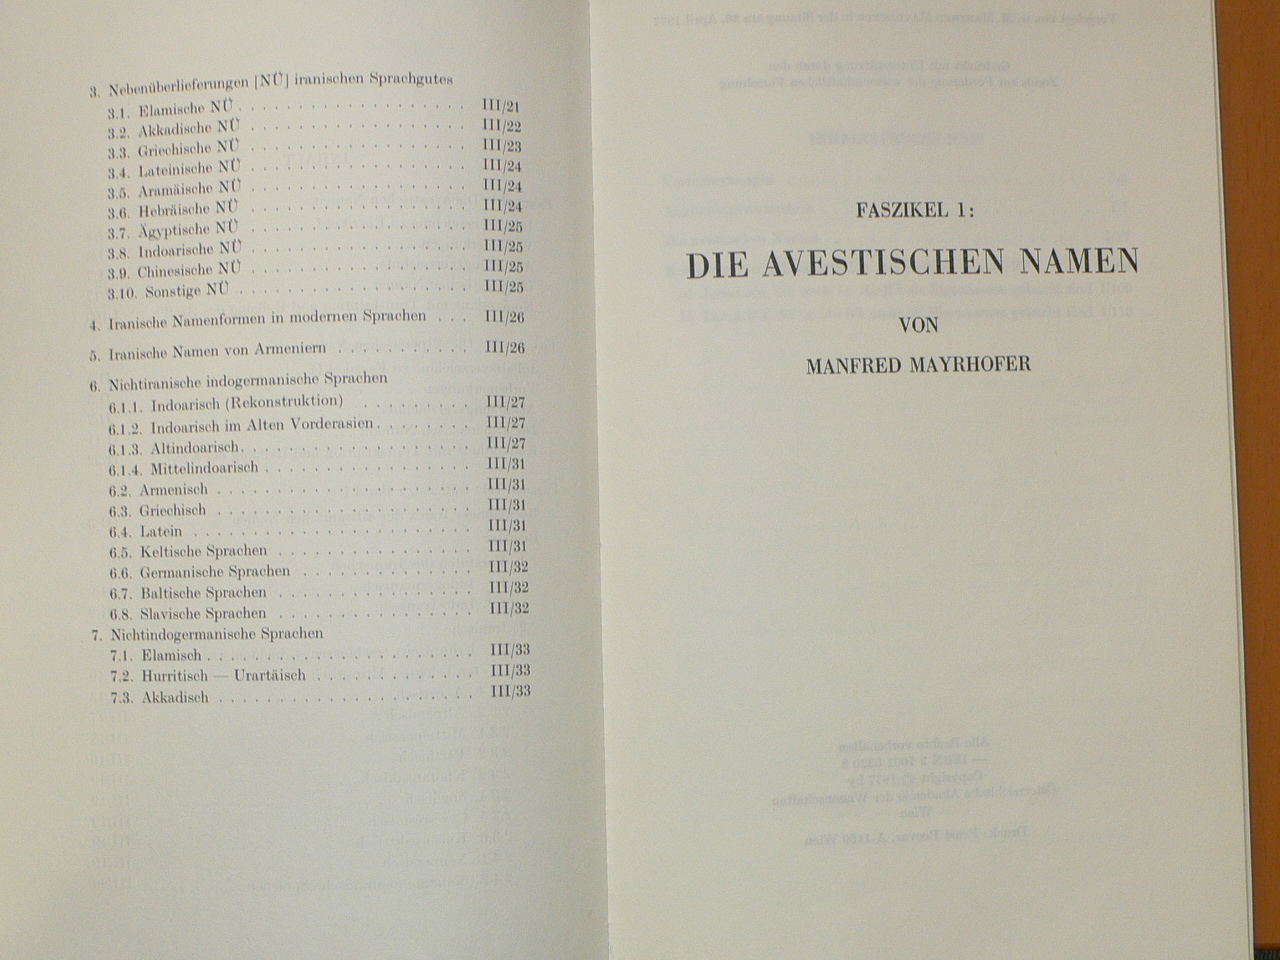 3. Nebenüberlieferungen [NÜ] iranischen Sprachgutes
3.1. Elamische NÜ . . . . . . . . . . . . . . . . . . . III/21
3.2. Akkadische NÜ . . . . . . . . . . . . . . . . . . III/22
3.3. Griechische NÜ . . . . . . . . . . . . . . . . . . III/23
3.4. Lateinische NÜ . . . . . . . . . . . . . . . . . . III/24
3.5. Aramäische NÜ . . . . . . . . . . . . . . . . . . III/24
3.6. Hebräische NÜ . . . . . . . . . . . . . . . . . . III/24
3.7. Ägyptische NÜ . . . . . . . . . . . . . . . . . . III/25
3.8. Indoarische NÜ . . . . . . . . . . . . . . . . . . III/25
3.9. Chinesische NÜ . . . . . . . . . . . . . . . . . . III/25
3.10. Sonstige NÜ . . . . . . . . . . . . . . . . . . . III/25
4. Iranische Namenformen in modernen Sprachen . . . III/26
5. Iranische Namen von Armeniern . . . . . . . . . . . III/26
6. Nichtiranische indogermanische Sprachen
6.1.1. Indoarisch (Rekonstruktion) . . . . . . . . . III/27
6.1.2. Indoarisch im Alten Vorderasien . . . . . . . . III/27
6.1.3. Altindoarisch . . . . . . . . . . . . . . . . . . . III/27
6.1.4. Mittelindoarisch . . . . . . . . . . . . . . . . . III/31
6.2. Armenisch . . . . . . . . . . . . . . . . . . . . . III/31
6.3. Griechisch . . . . . . . . . . . . . . . . . . . . . III/31
6.4. Latein . . . . . . . . . . . . . . . . . . . . . . . III/31
6.5. Keltische Sprachen . . . . . . . . . . . . . . . . III/31
6.6. Germanische Sprachen . . . . . . . . . . . . . . III/32
6.7. Baltische Sprachen . . . . . . . . . . . . . . . . III/32
6.8. Slavische Sprachen . . . . . . . . . . . . . . . . III/32
7. Nichtindogermanische Sprachen
7.1. Elamisch . . . . . . . . . . . . . . . . . . . . . . III/33
7.2. Hurritisch — Urartäisch . . . . . . . . . . . . . III/33
7.3. Akkadisch . . . . . . . . . . . . . . . . . . . . . III/33
FASZIKEL 1:
DIE AVESTISCHEN NAMEN
VON
MANFRED MAYRHOFER